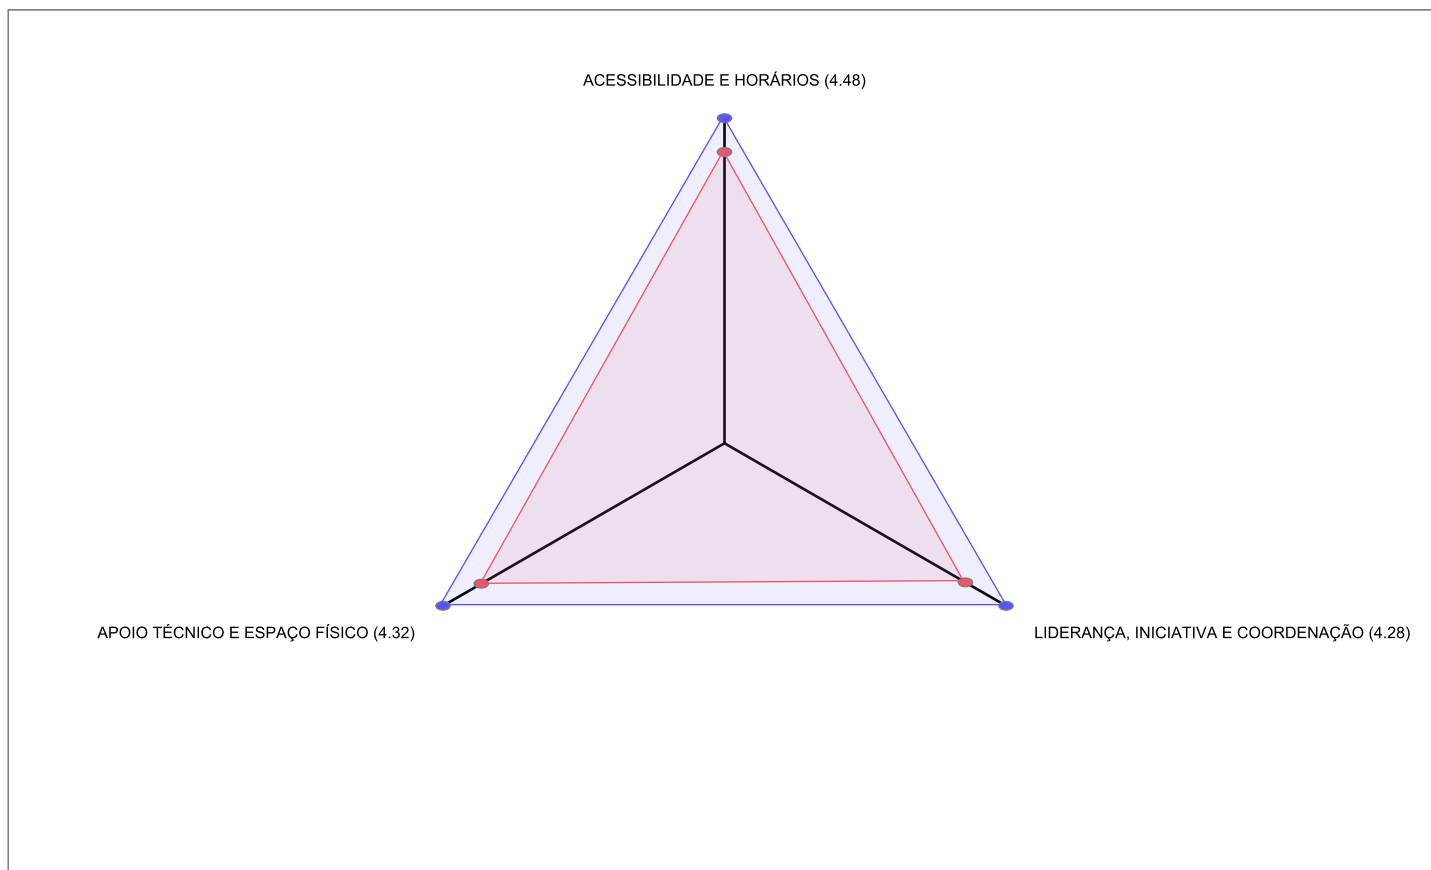 ACESSIBILIDADE E HORÁRIOS (4.48)
APOIO TÉCNICO E ESPAÇO FÍSICO (4.32)
LIDERANÇA, INICIATIVA E COORDENAÇÃO (4.28)